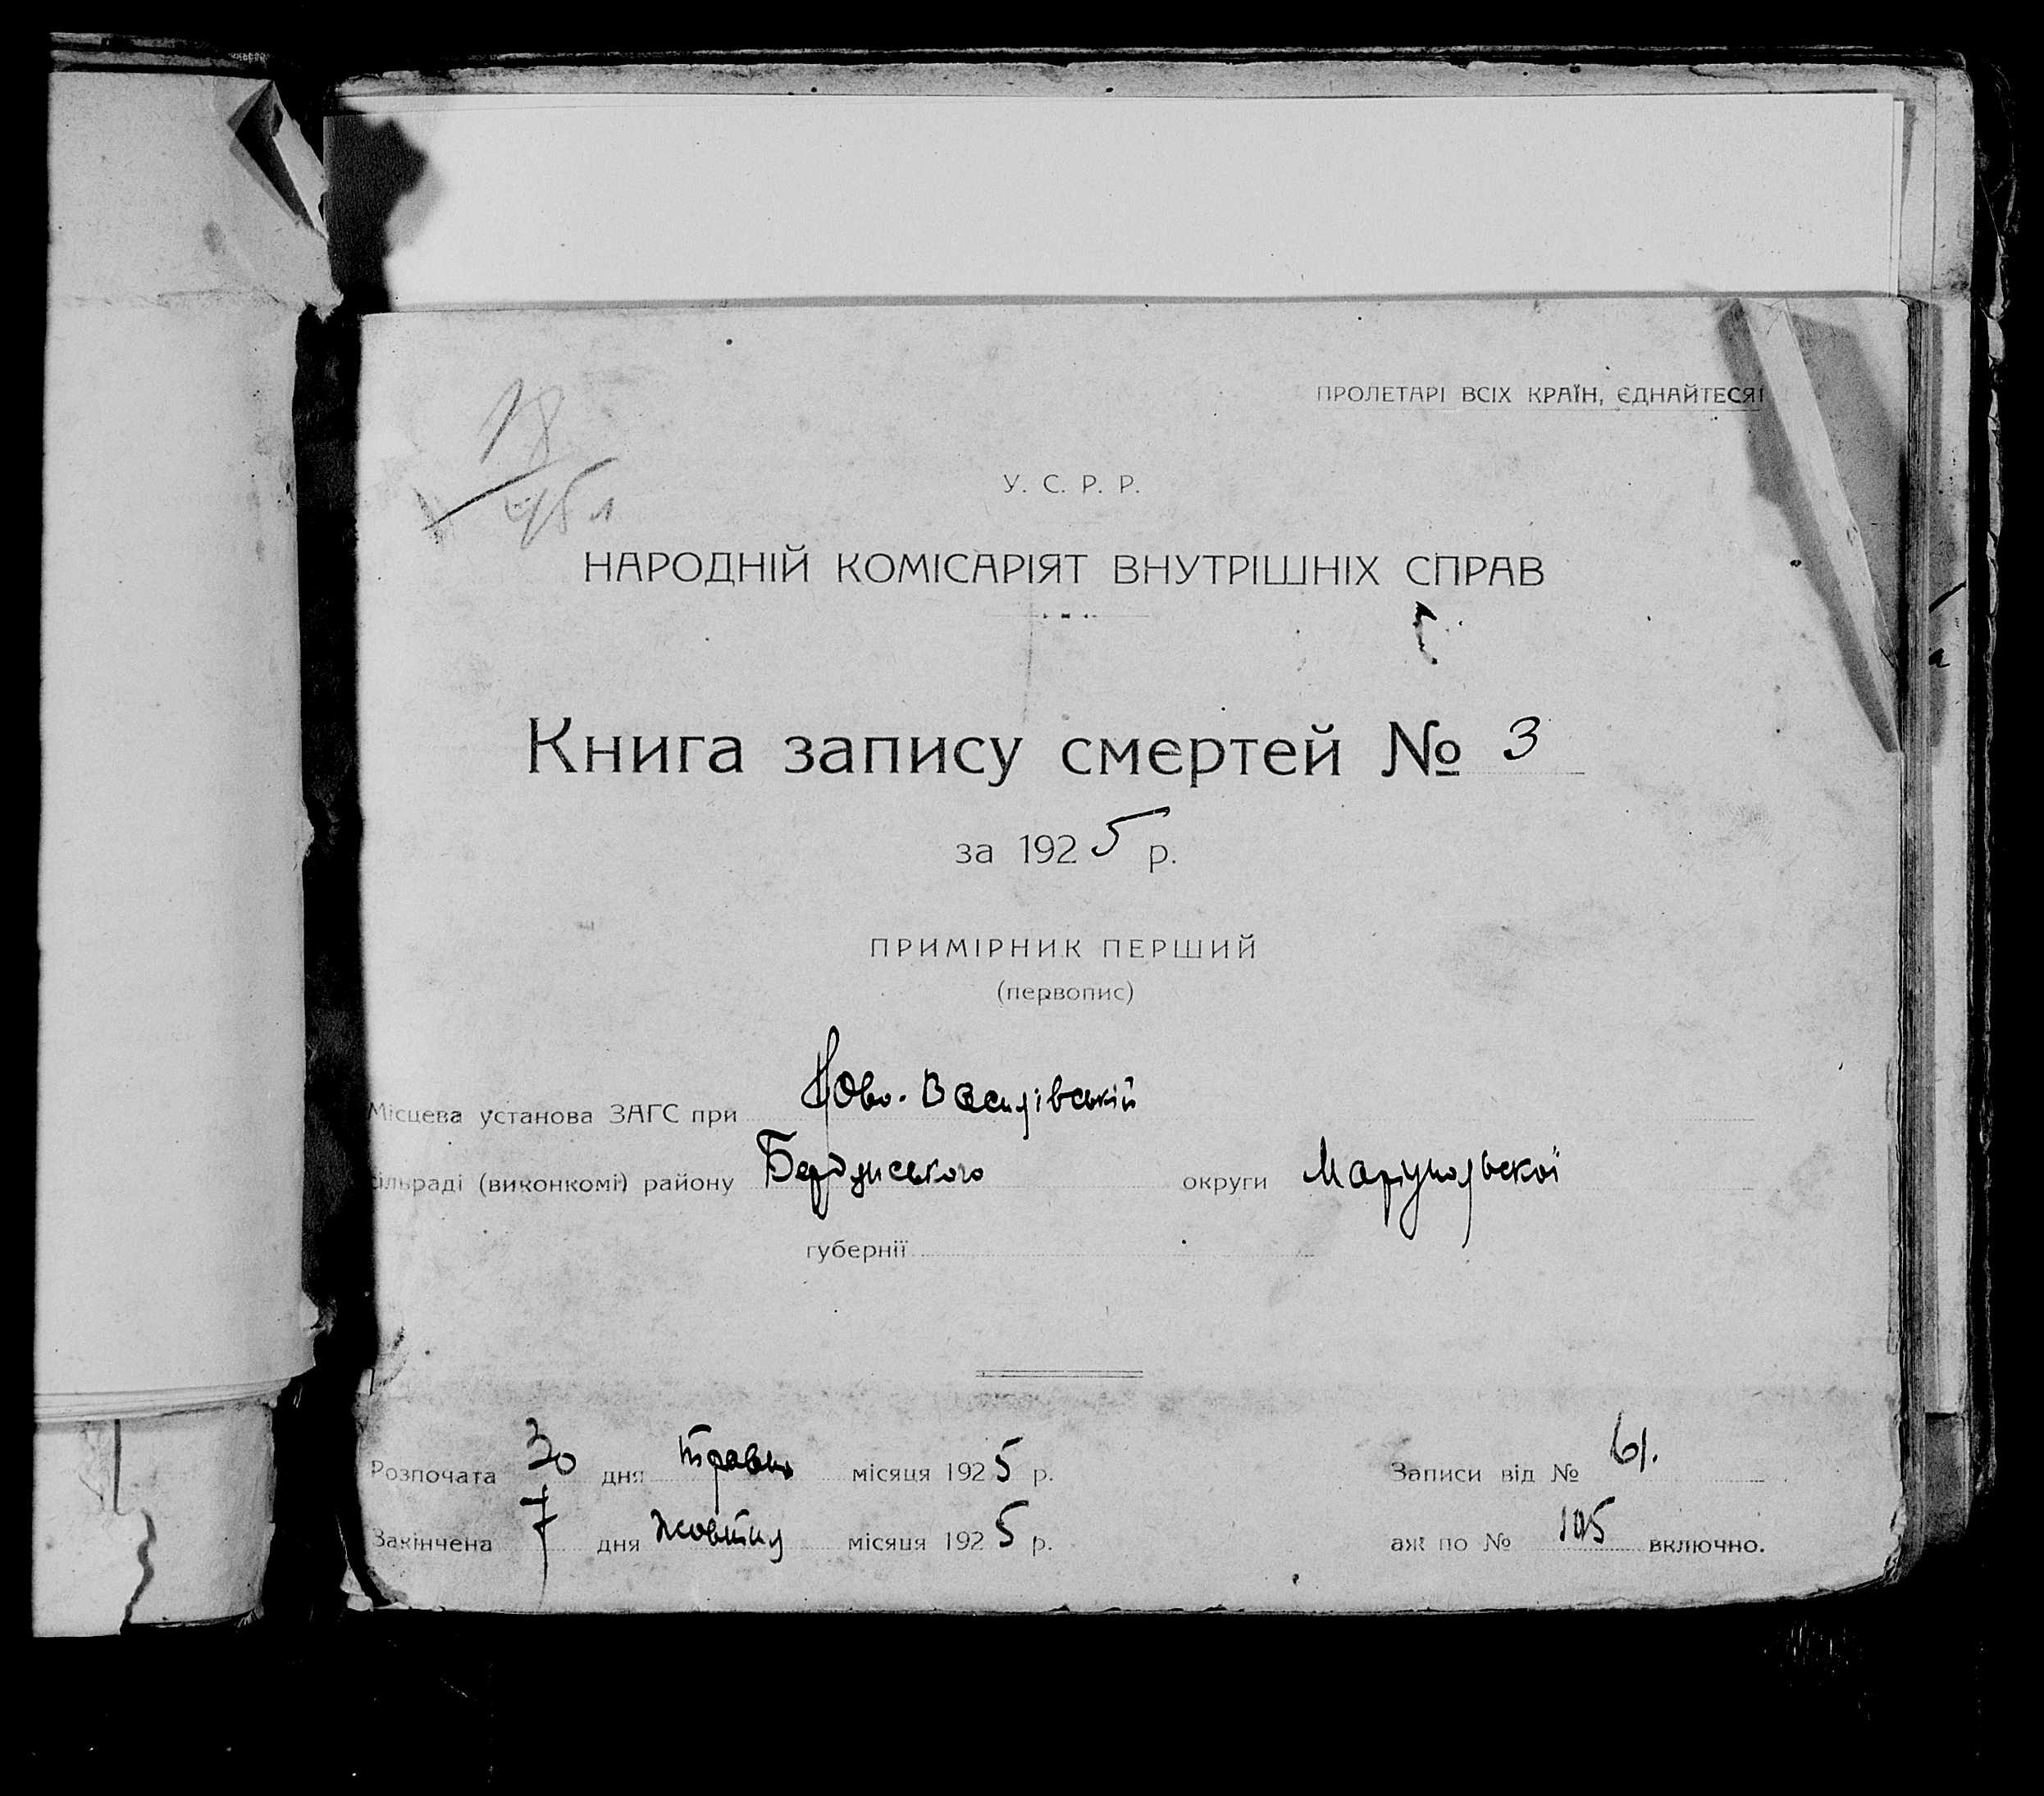 ПРОЛЕТАРІ ВСІХ КРАЇН, ЄДНАЙТЕСЯ!
18
У. С. Р. Р.
НАРОДНІЙ КОМІСАРІЯТ ВНУТРІШНІХ СПРАВ
Книга запису смертей № 3
за 1925 р.
ПРИМІРНИК ПЕРШИЙ
(первопис)
Місцева установа ЗАГС при Ново-Василівській
сільраді (виконкомі) району Бердянського округи Маріупольської
губернії
Розпочата 30 дня травня місяця 1925 р. Записи від № 61.
Закінчена 7 дня жовтня місяця 1925 р. аж по № 105 включно.